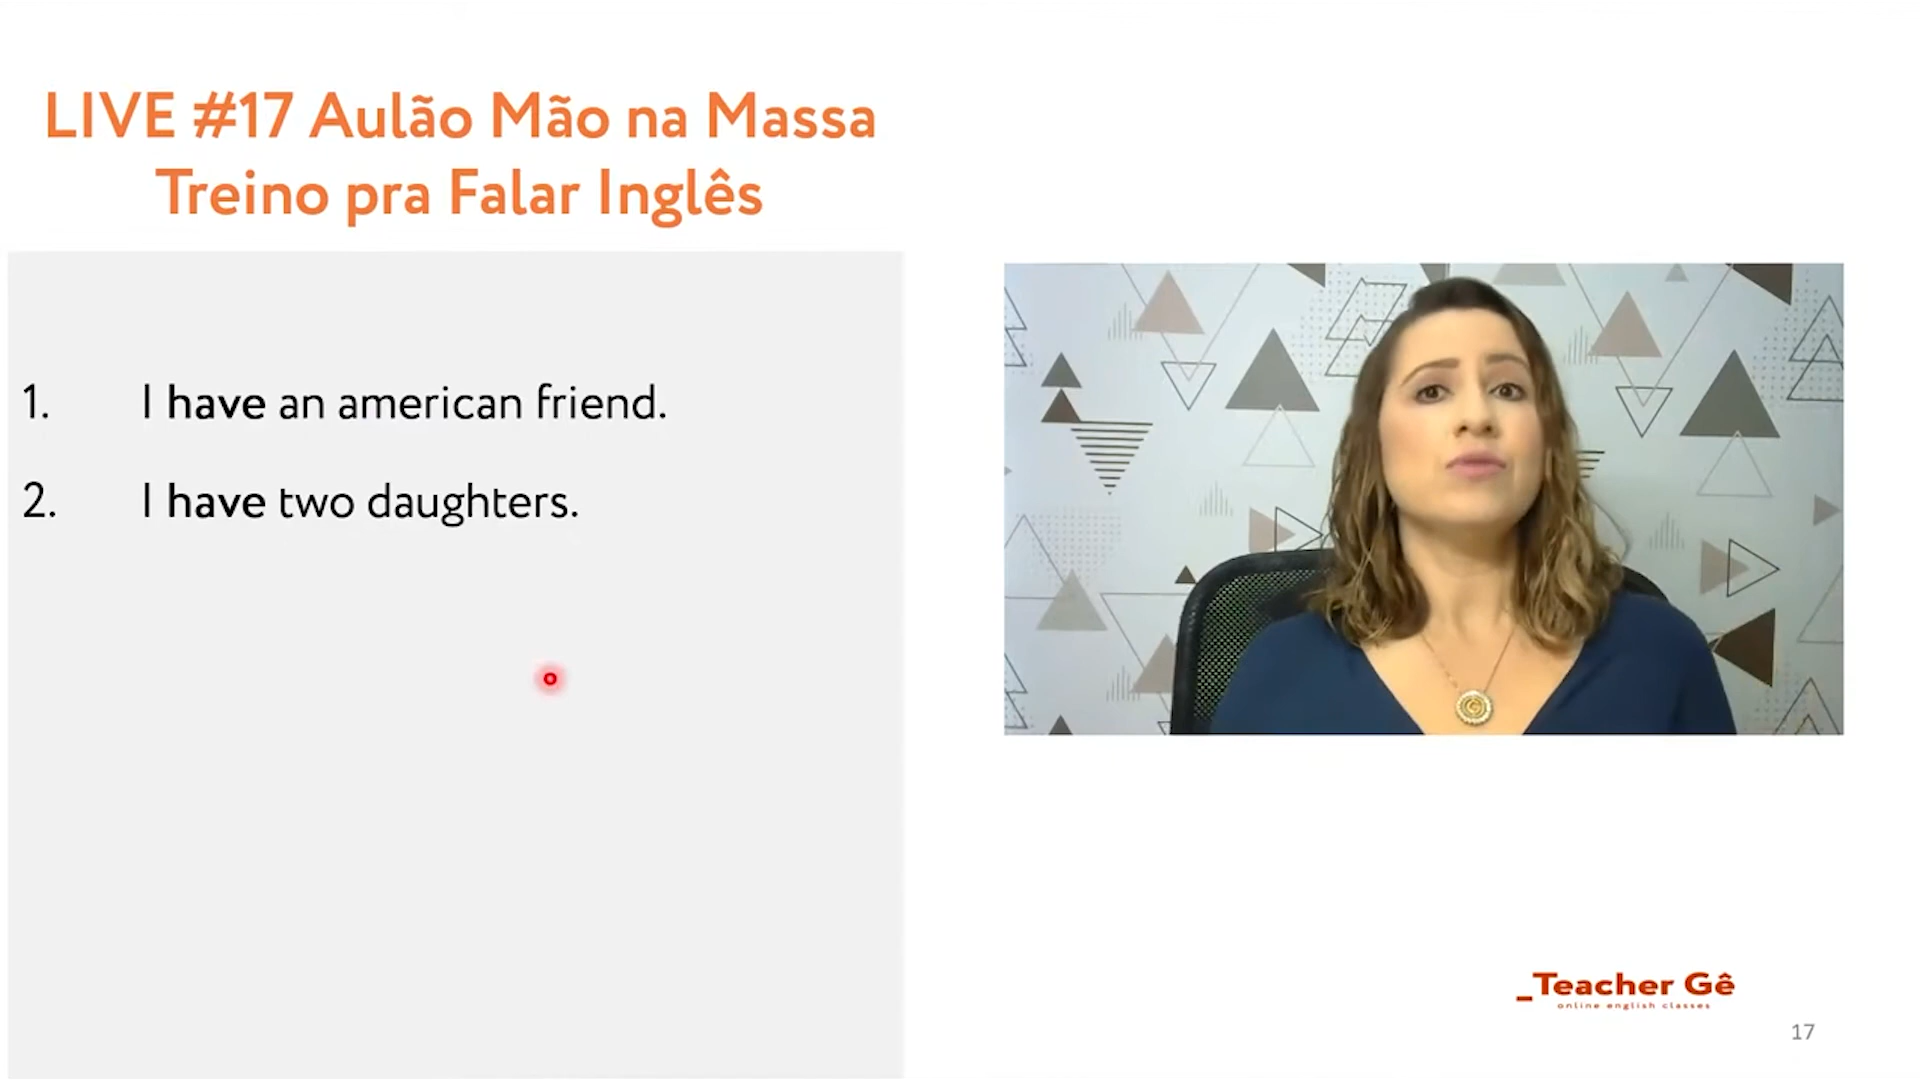 LIVE #17 Aulão Mão na Massa
Treino pra Falar Inglês
1. I have an american friend.
2. I have two daughters.
_Teacher Gê
online english classes
17